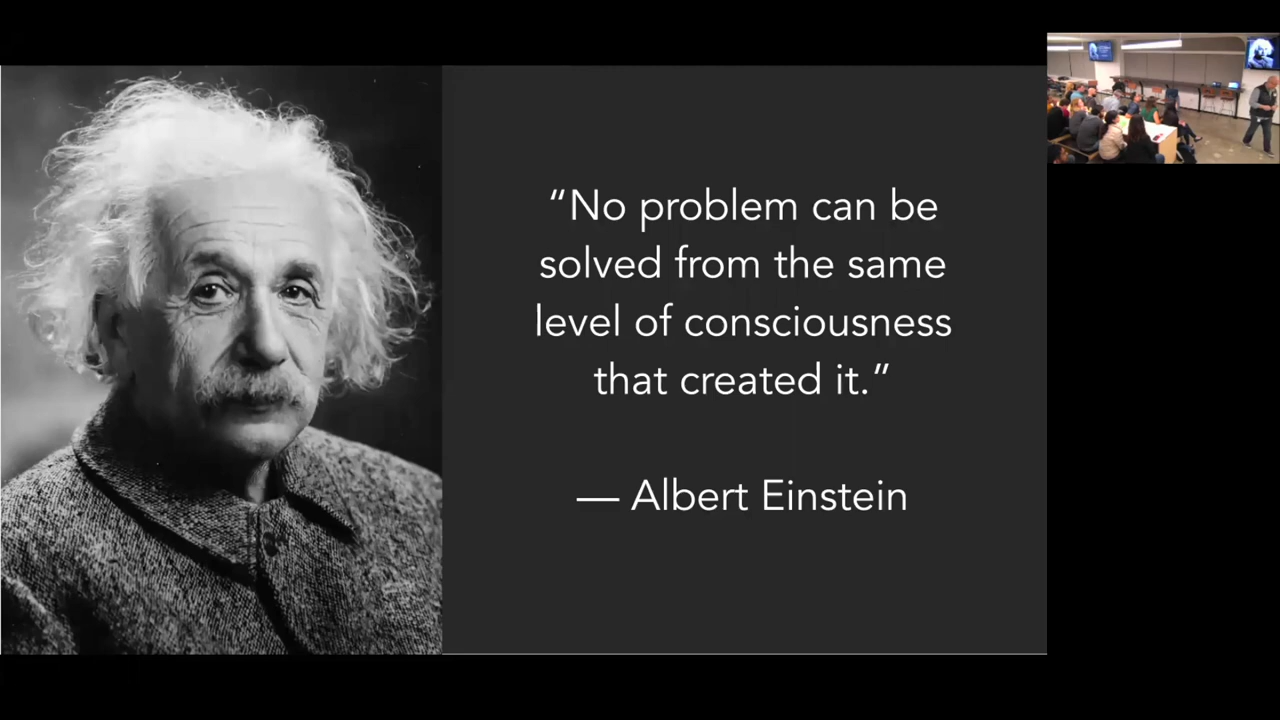 “No problem can be
solved from the same
level of consciousness
that created it.”
— Albert Einstein